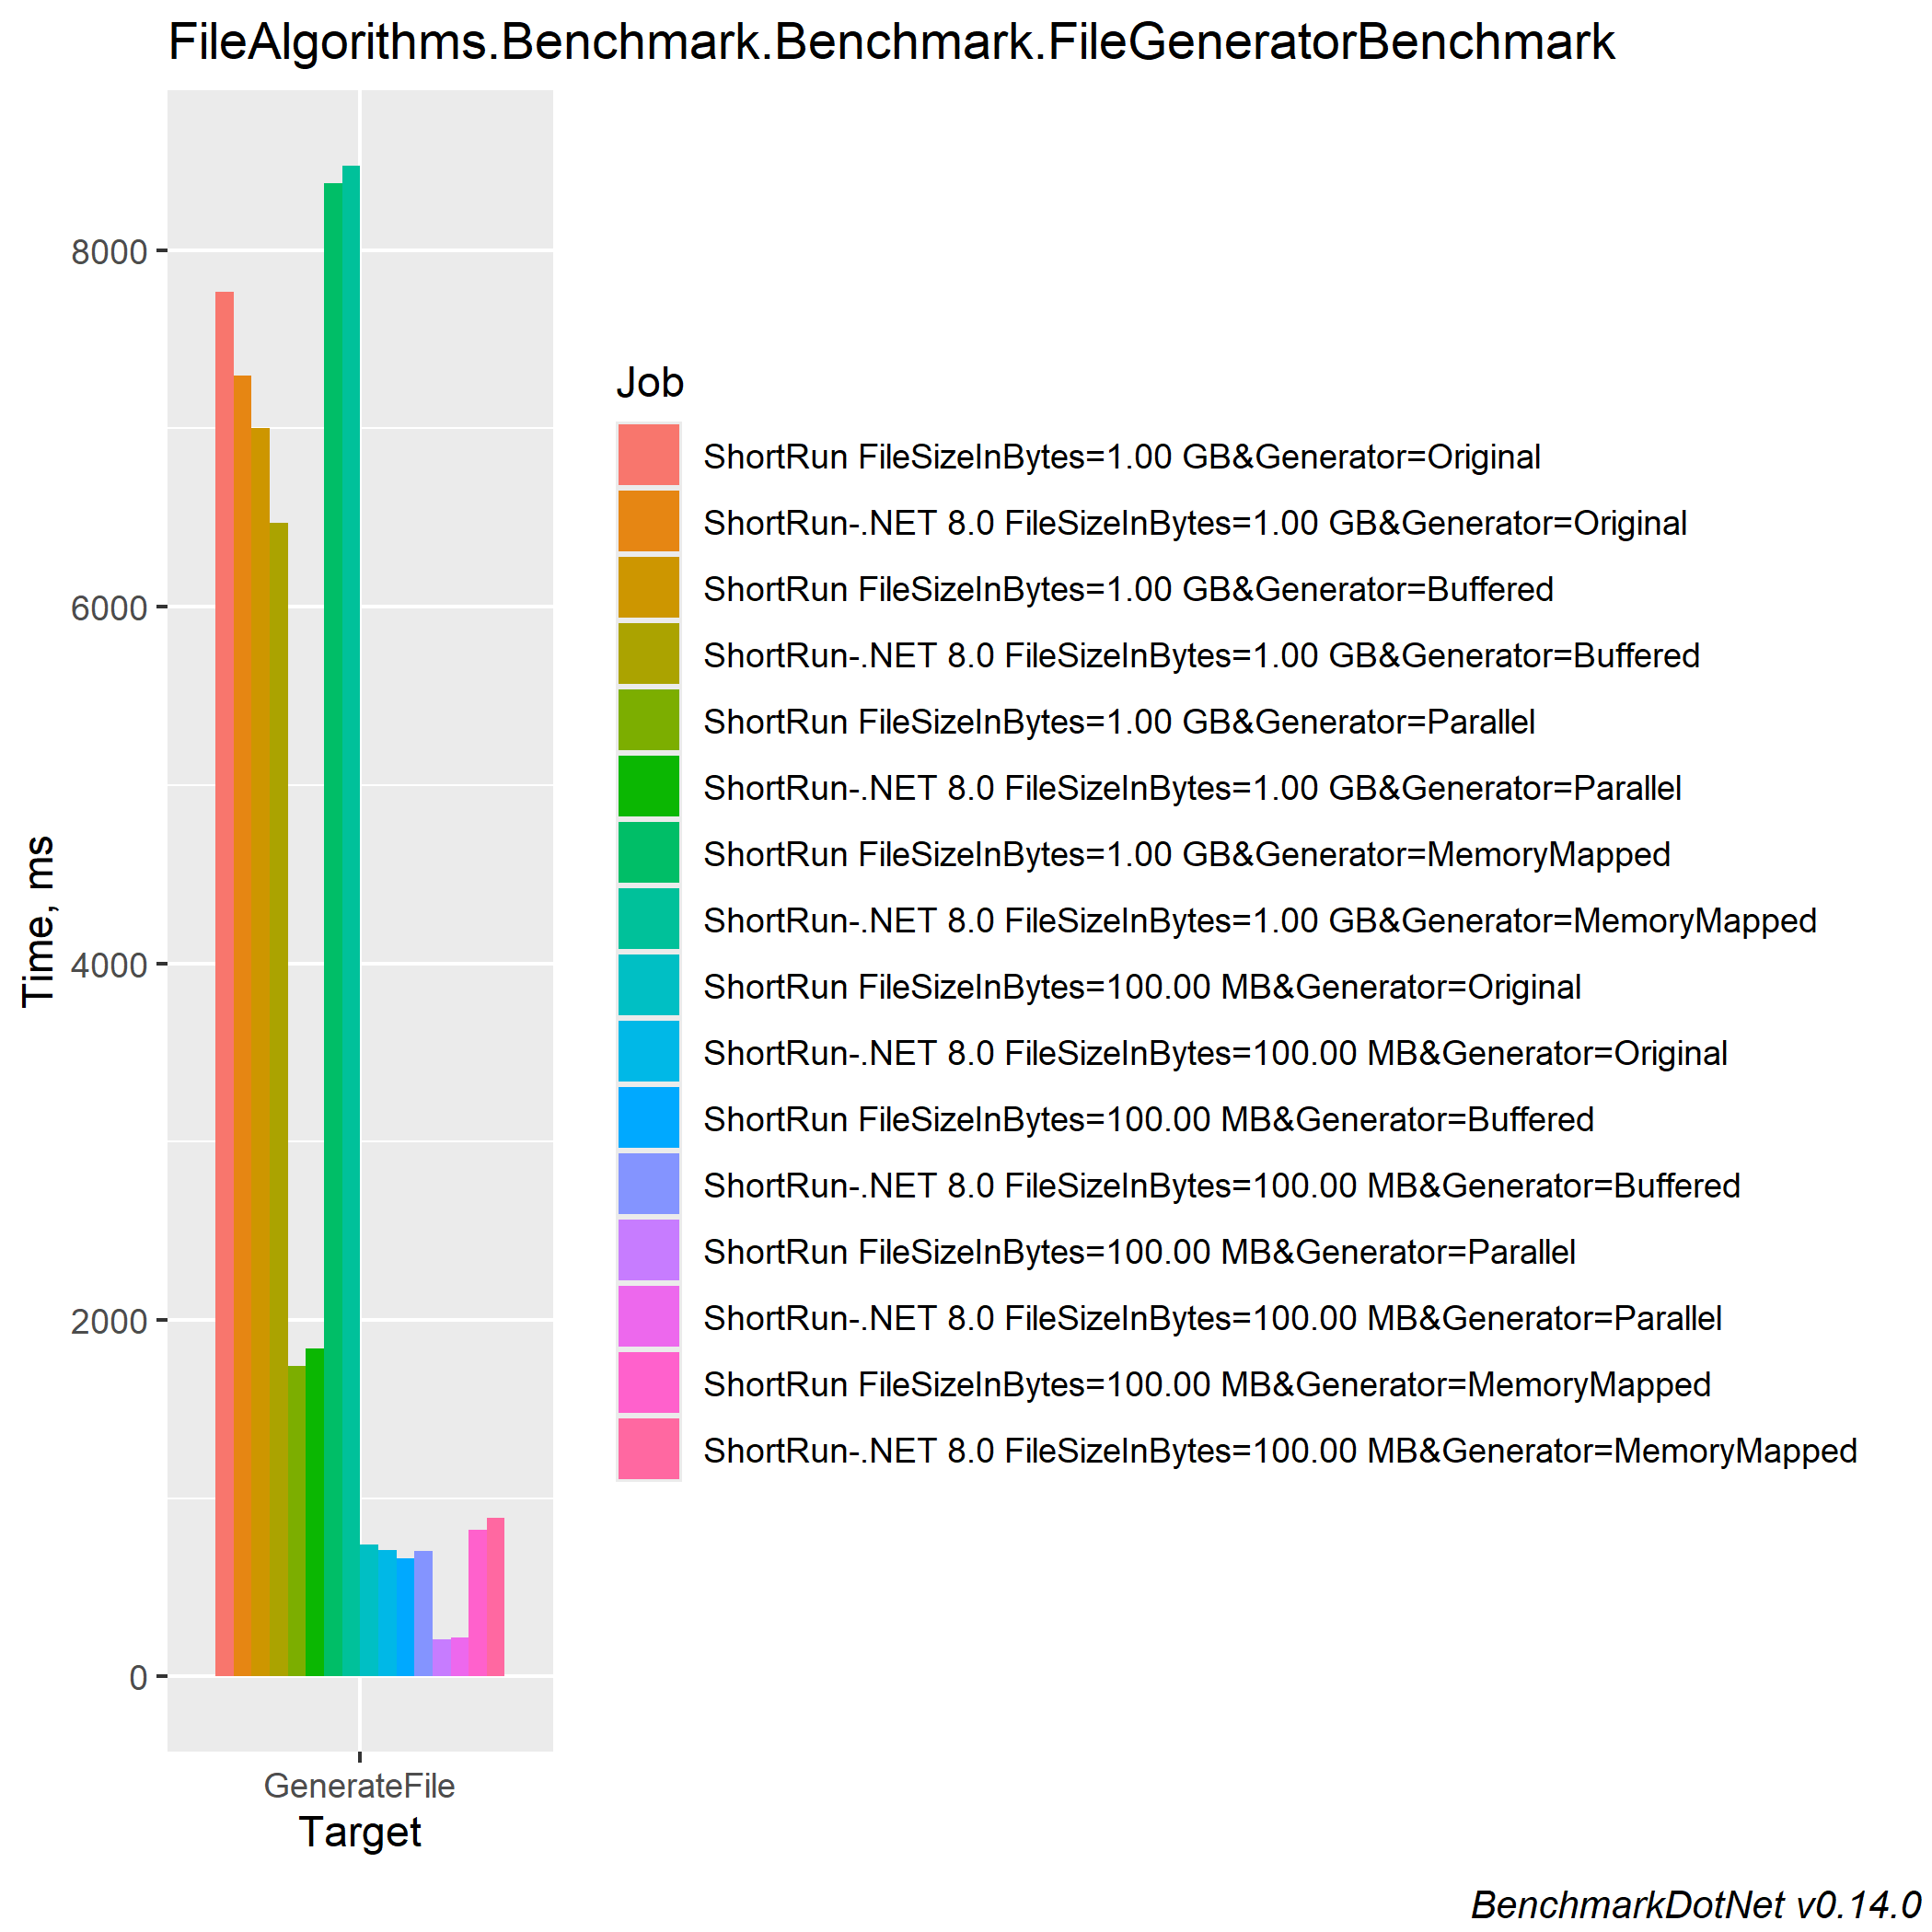 FileAlgorithms.Benchmark.Benchmark.FileGeneratorBenchmark
Time, ms
8000
6000
4000
2000
0
GenerateFile
Target
Job
ShortRun FileSizeInBytes=1.00 GB&Generator=Original
ShortRun-.NET 8.0 FileSizeInBytes=1.00 GB&Generator=Original
ShortRun FileSizeInBytes=1.00 GB&Generator=Buffered
ShortRun-.NET 8.0 FileSizeInBytes=1.00 GB&Generator=Buffered
ShortRun FileSizeInBytes=1.00 GB&Generator=Parallel
ShortRun-.NET 8.0 FileSizeInBytes=1.00 GB&Generator=Parallel
ShortRun FileSizeInBytes=1.00 GB&Generator=MemoryMapped
ShortRun-.NET 8.0 FileSizeInBytes=1.00 GB&Generator=MemoryMapped
ShortRun FileSizeInBytes=100.00 MB&Generator=Original
ShortRun-.NET 8.0 FileSizeInBytes=100.00 MB&Generator=Original
ShortRun FileSizeInBytes=100.00 MB&Generator=Buffered
ShortRun-.NET 8.0 FileSizeInBytes=100.00 MB&Generator=Buffered
ShortRun FileSizeInBytes=100.00 MB&Generator=Parallel
ShortRun-.NET 8.0 FileSizeInBytes=100.00 MB&Generator=Parallel
ShortRun FileSizeInBytes=100.00 MB&Generator=MemoryMapped
ShortRun-.NET 8.0 FileSizeInBytes=100.00 MB&Generator=MemoryMapped
BenchmarkDotNet v0.14.0